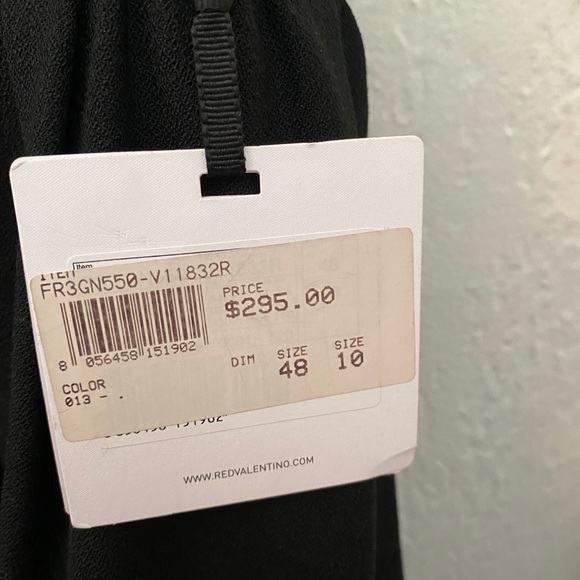 Item
ITEM
FR3GN550-V11832R
PRICE
$295.00
8 056458 151902
DIM SIZE SIZE
48 10
COLOR
013 - .
WWW.REDVALENTINO.COM